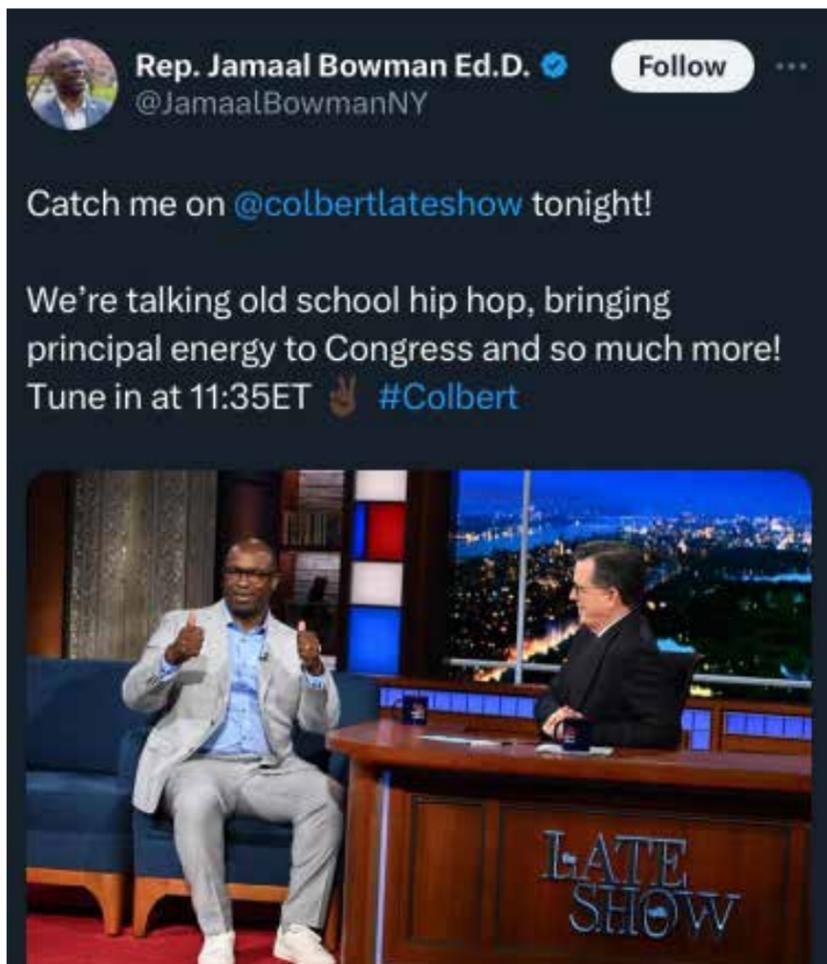 Rep. Jamaal Bowman Ed.D.
Follow
@JamaalBowmanNY
Catch me on @colbertlateshow tonight!
We’re talking old school hip hop, bringing
principal energy to Congress and so much more!
Tune in at 11:35ET ✌🏾 #Colbert
LATE
SHOW